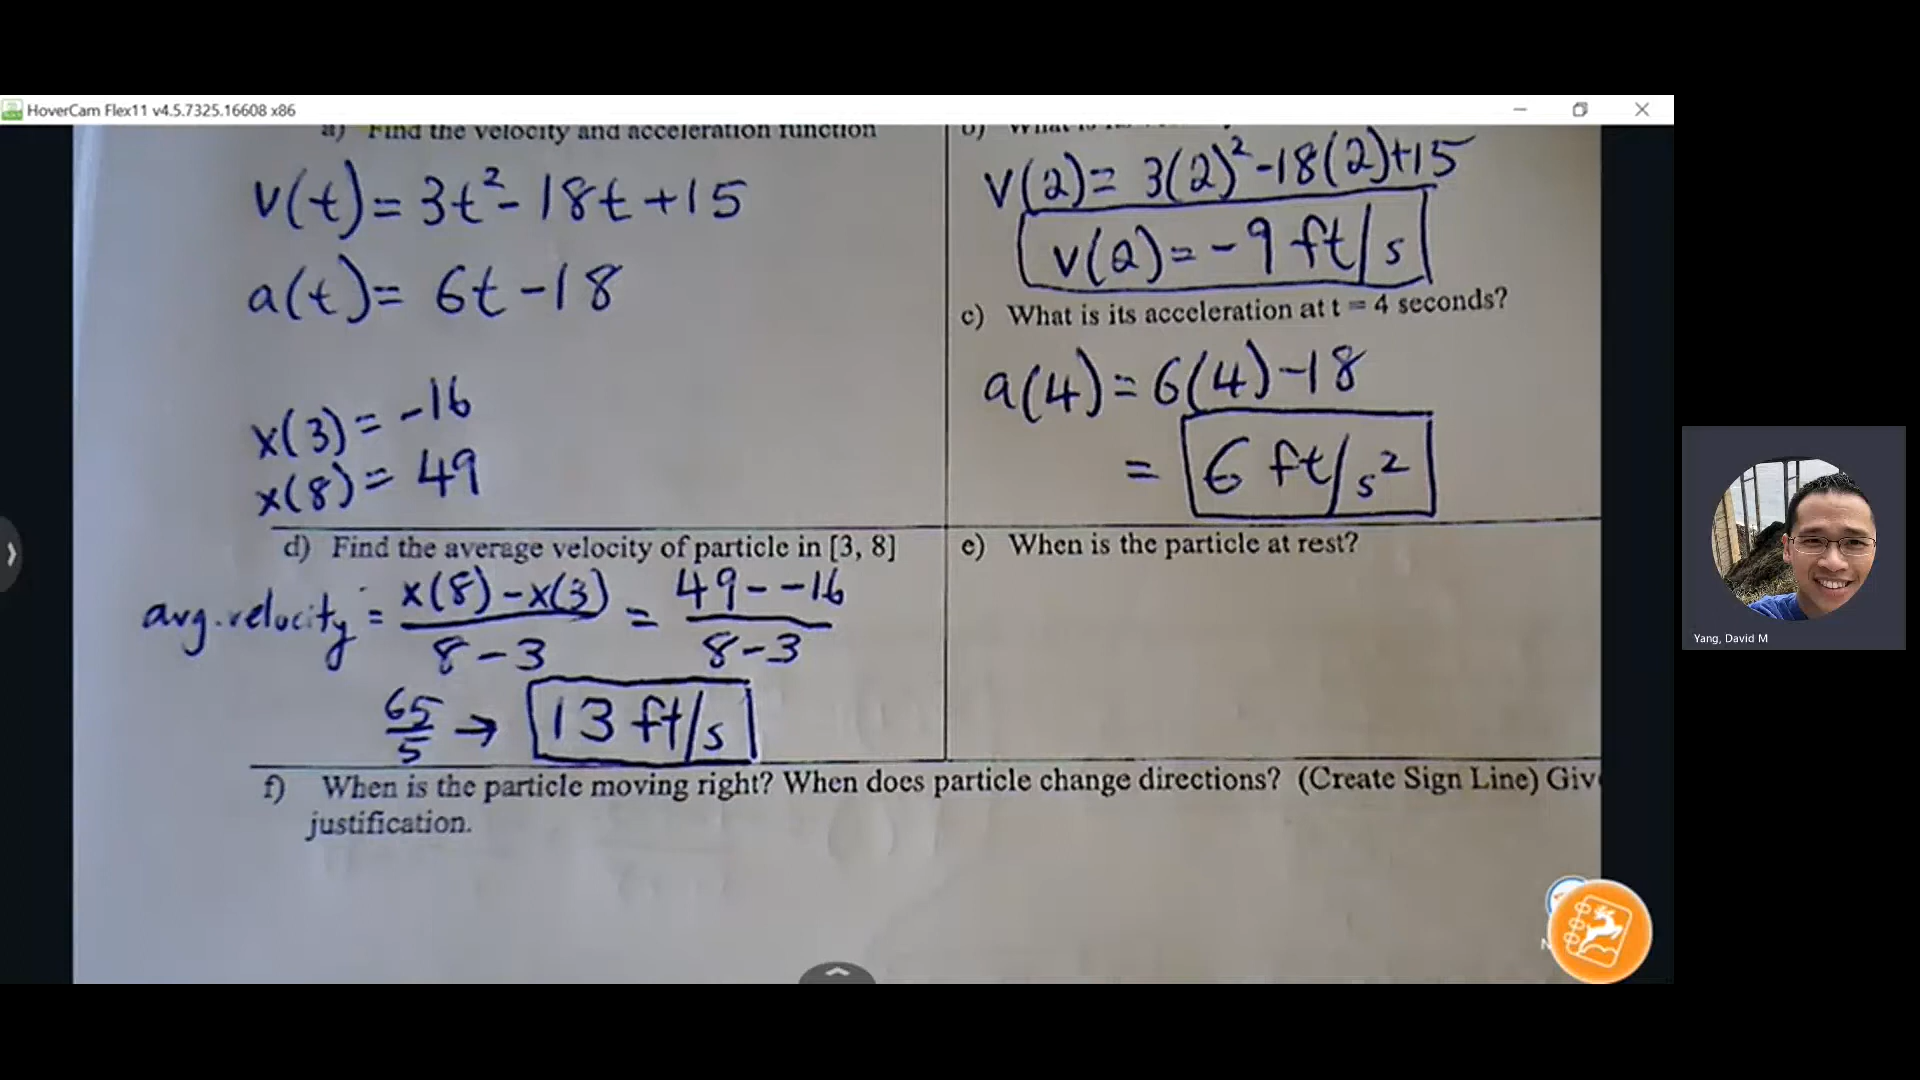 HoverCam Flex11 v4.5.7325.16608 x86
a) Find the velocity and acceleration function
v(t) = 3t² - 18t + 15
a(t) = 6t - 18
x(3) = -16
x(8) = 49
b) What is its
v(2) = 3(2)² - 18(2) + 15
v(2) = -9 ft/s
c) What is its acceleration at t = 4 seconds?
a(4) = 6(4) - 18
= 6 ft/s²
d) Find the average velocity of particle in [3, 8]
avg. velocity = x(8) - x(3) / 8 - 3 = 49 - -16 / 8 - 3
65/5 → 13 ft/s
e) When is the particle at rest?
f) When is the particle moving right? When does particle change directions? (Create Sign Line) Giv
justification.
Yang, David M